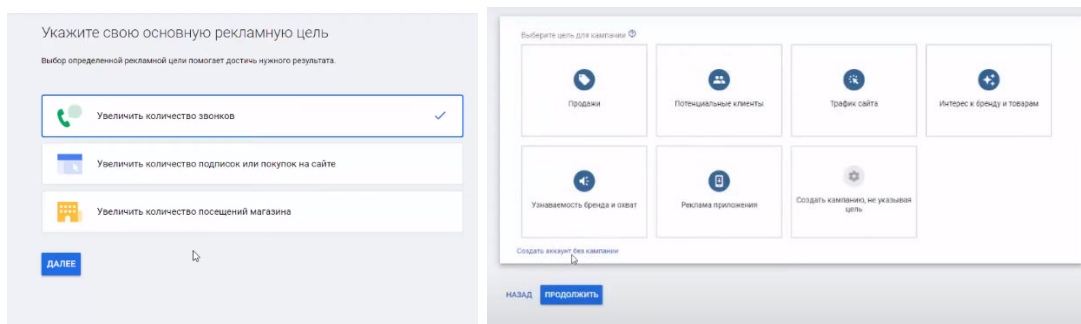 Укажите свою основную рекламную цель
Выбор определенной рекламной цели помогает достичь нужного результата.
Увеличить количество звонков
Увеличить количество подписок или покупок на сайте
Увеличить количество посещений магазина
ДАЛЕЕ
Выберите цель для кампании
Продажи
Потенциальные клиенты
Трафик сайта
Интерес к бренду и товарам
Узнаваемость бренда и охват
Реклама приложения
Создать кампанию, не указывая
цель
Создать аккаунт без кампании
НАЗАД
ПРОДОЛЖИТЬ